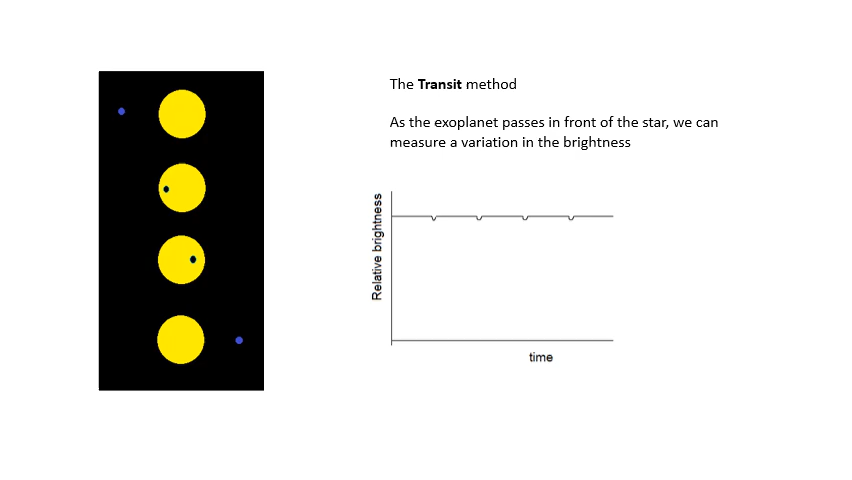 The Transit method
As the exoplanet passes in front of the star, we can
measure a variation in the brightness
Relative brightness
time